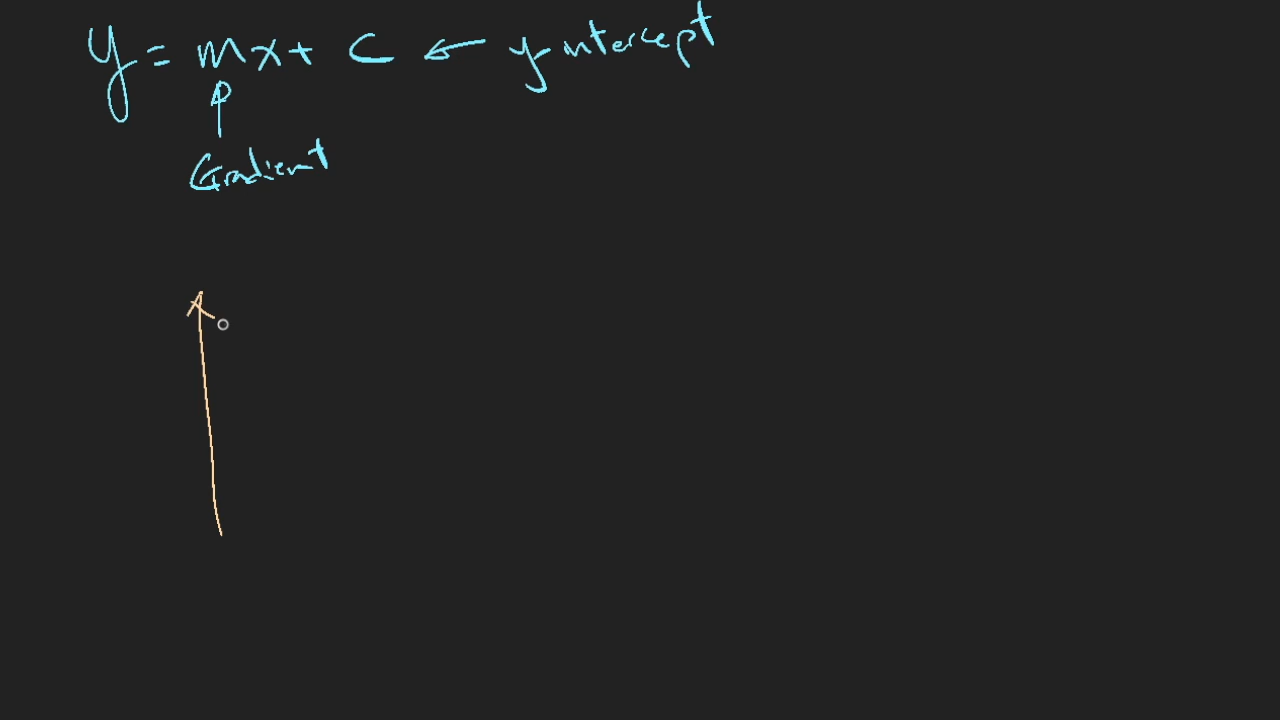 y = mx + c ← y intercept
↑
Gradient